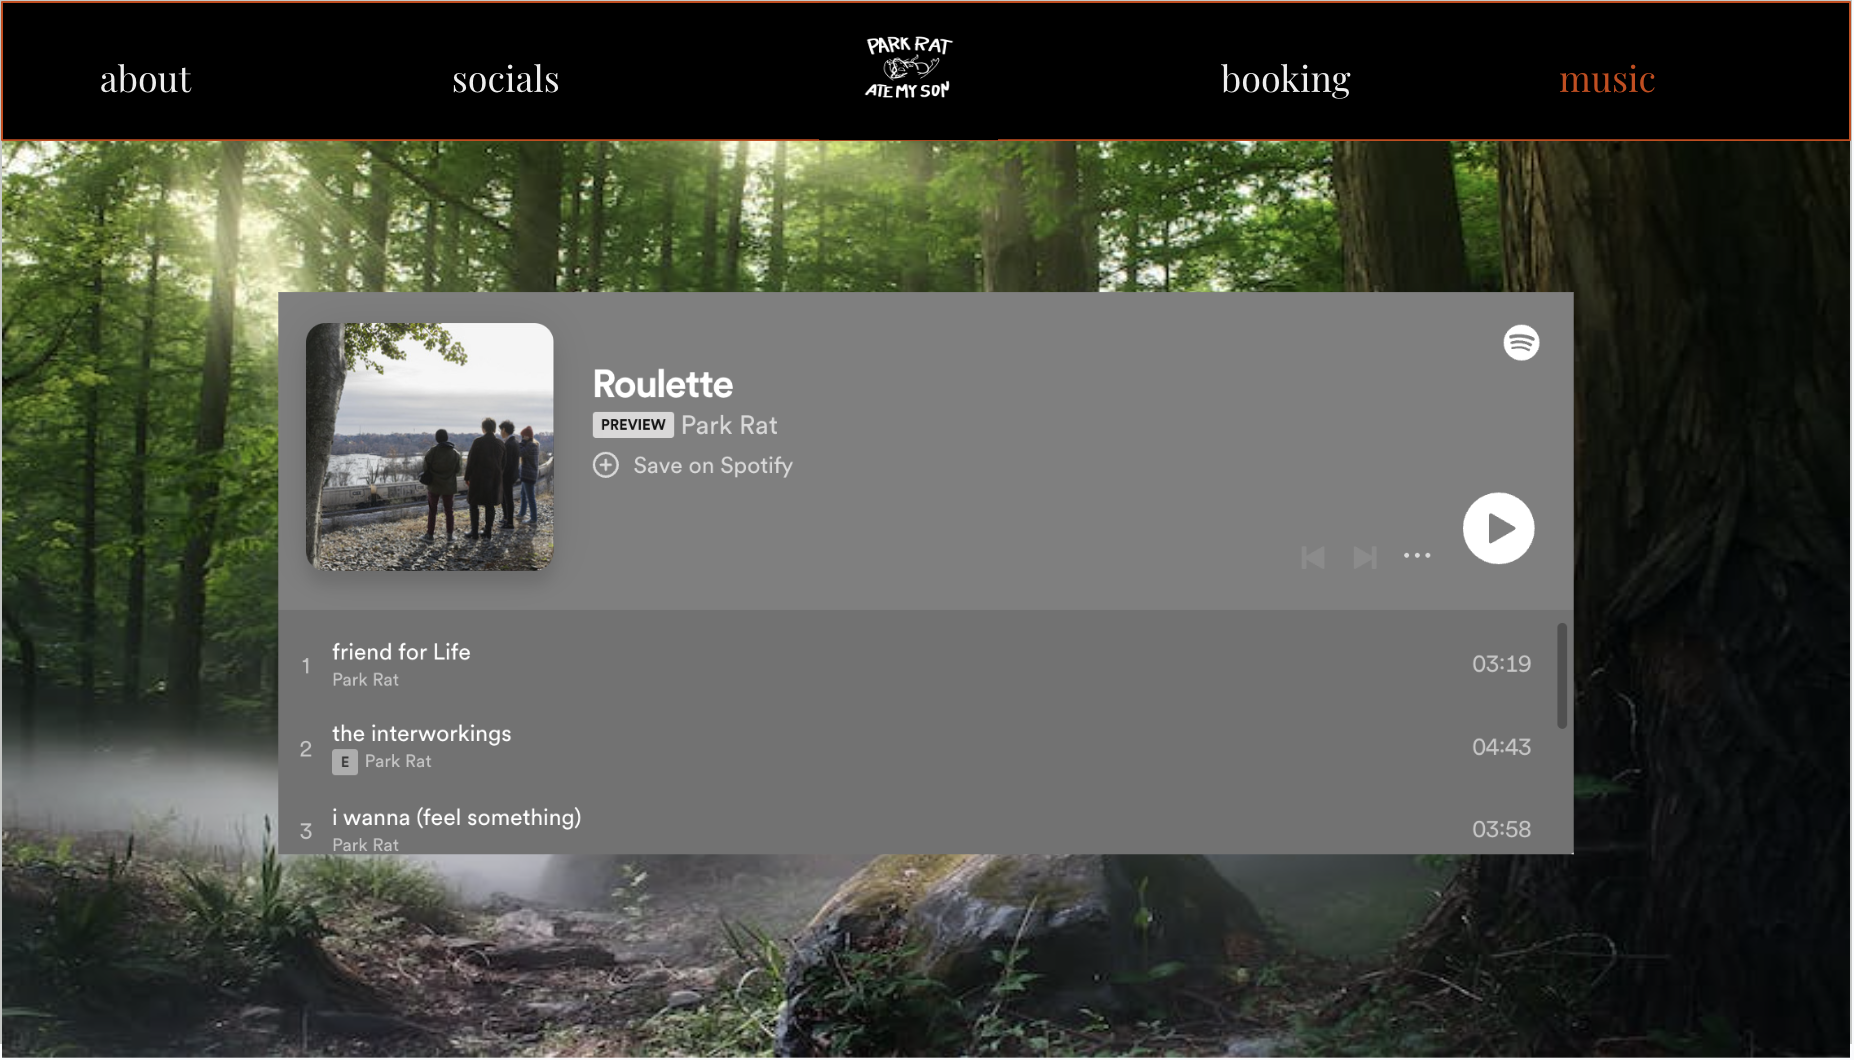 about
socials
PARK RAT
ATE MY SON
booking
music
Roulette
PREVIEW Park Rat
Save on Spotify
1 friend for Life 03:19
Park Rat
2 the interworkings 04:43
E Park Rat
3 i wanna (feel something) 03:58
Park Rat